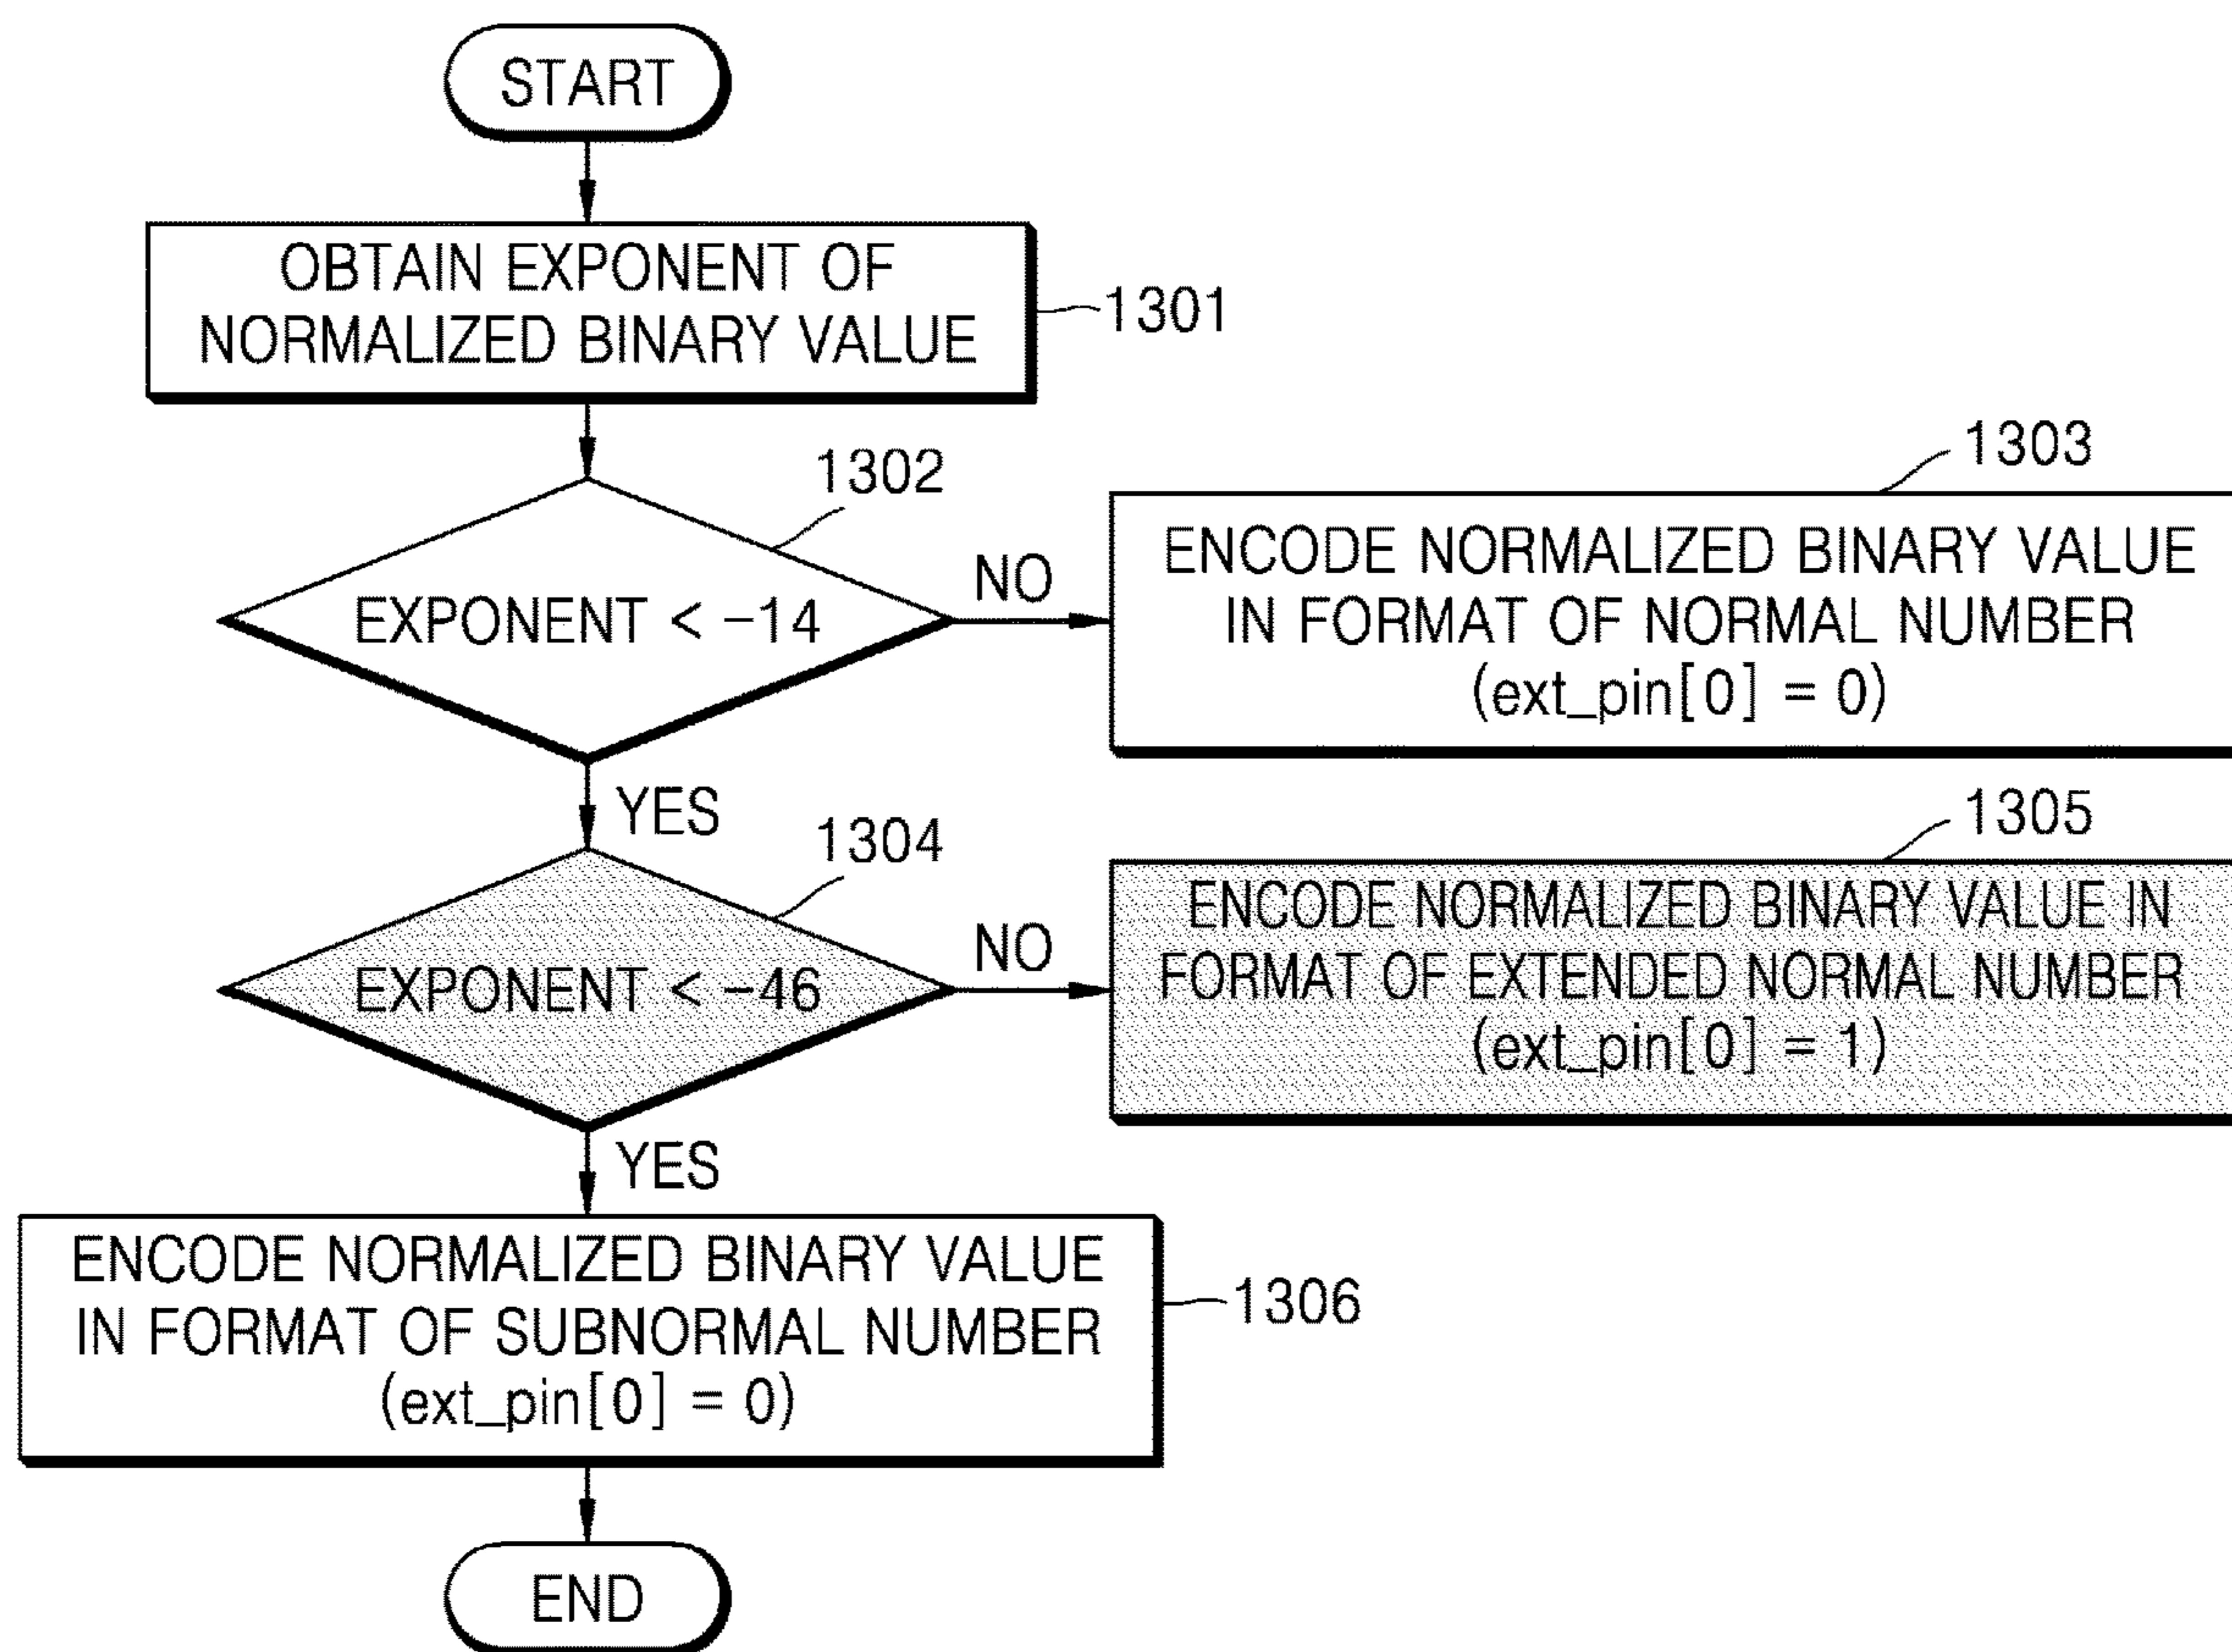 START
OBTAIN EXPONENT OF
NORMALIZED BINARY VALUE
1301
1302
EXPONENT < −14
NO
1303
ENCODE NORMALIZED BINARY VALUE
IN FORMAT OF NORMAL NUMBER
(ext_pin[0] = 0)
YES
1304
EXPONENT < −46
NO
1305
ENCODE NORMALIZED BINARY VALUE IN
FORMAT OF EXTENDED NORMAL NUMBER
(ext_pin[0] = 1)
YES
ENCODE NORMALIZED BINARY VALUE
IN FORMAT OF SUBNORMAL NUMBER
(ext_pin[0] = 0)
1306
END